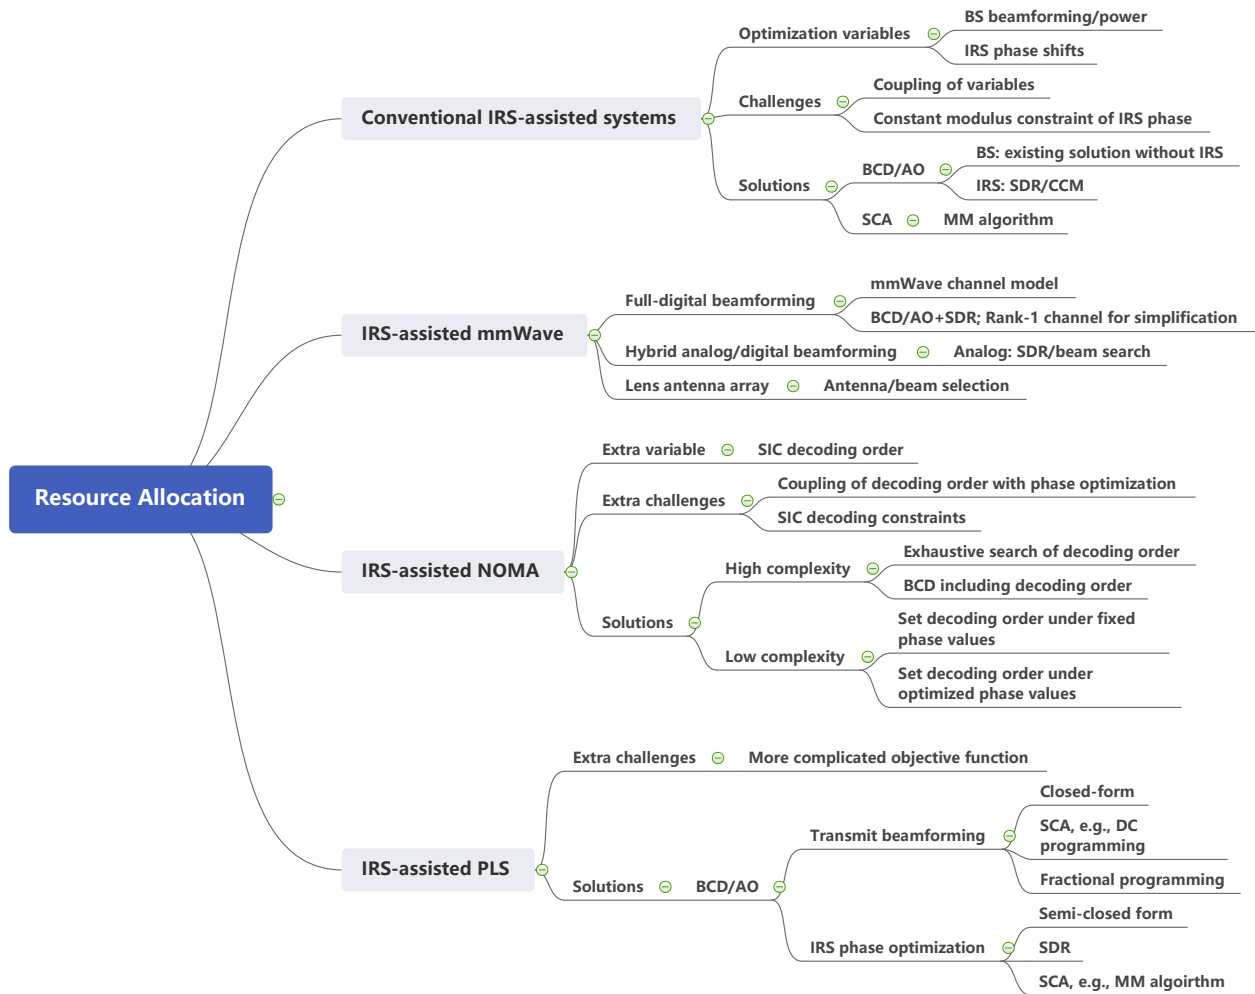 Resource Allocation
Conventional IRS-assisted systems
Optimization variables
BS beamforming/power
IRS phase shifts
Challenges
Coupling of variables
Constant modulus constraint of IRS phase
Solutions
BCD/AO
BS: existing solution without IRS
IRS: SDR/CCM
SCA
MM algorithm
IRS-assisted mmWave
Full-digital beamforming
mmWave channel model
BCD/AO+SDR; Rank-1 channel for simplification
Hybrid analog/digital beamforming
Analog: SDR/beam search
Lens antenna array
Antenna/beam selection
IRS-assisted NOMA
Extra variable
SIC decoding order
Extra challenges
Coupling of decoding order with phase optimization
SIC decoding constraints
Solutions
High complexity
Exhaustive search of decoding order
BCD including decoding order
Low complexity
Set decoding order under fixed
phase values
Set decoding order under
optimized phase values
IRS-assisted PLS
Extra challenges
More complicated objective function
Solutions
BCD/AO
Transmit beamforming
Closed-form
SCA, e.g., DC
programming
Fractional programming
IRS phase optimization
Semi-closed form
SDR
SCA, e.g., MM algoirthm